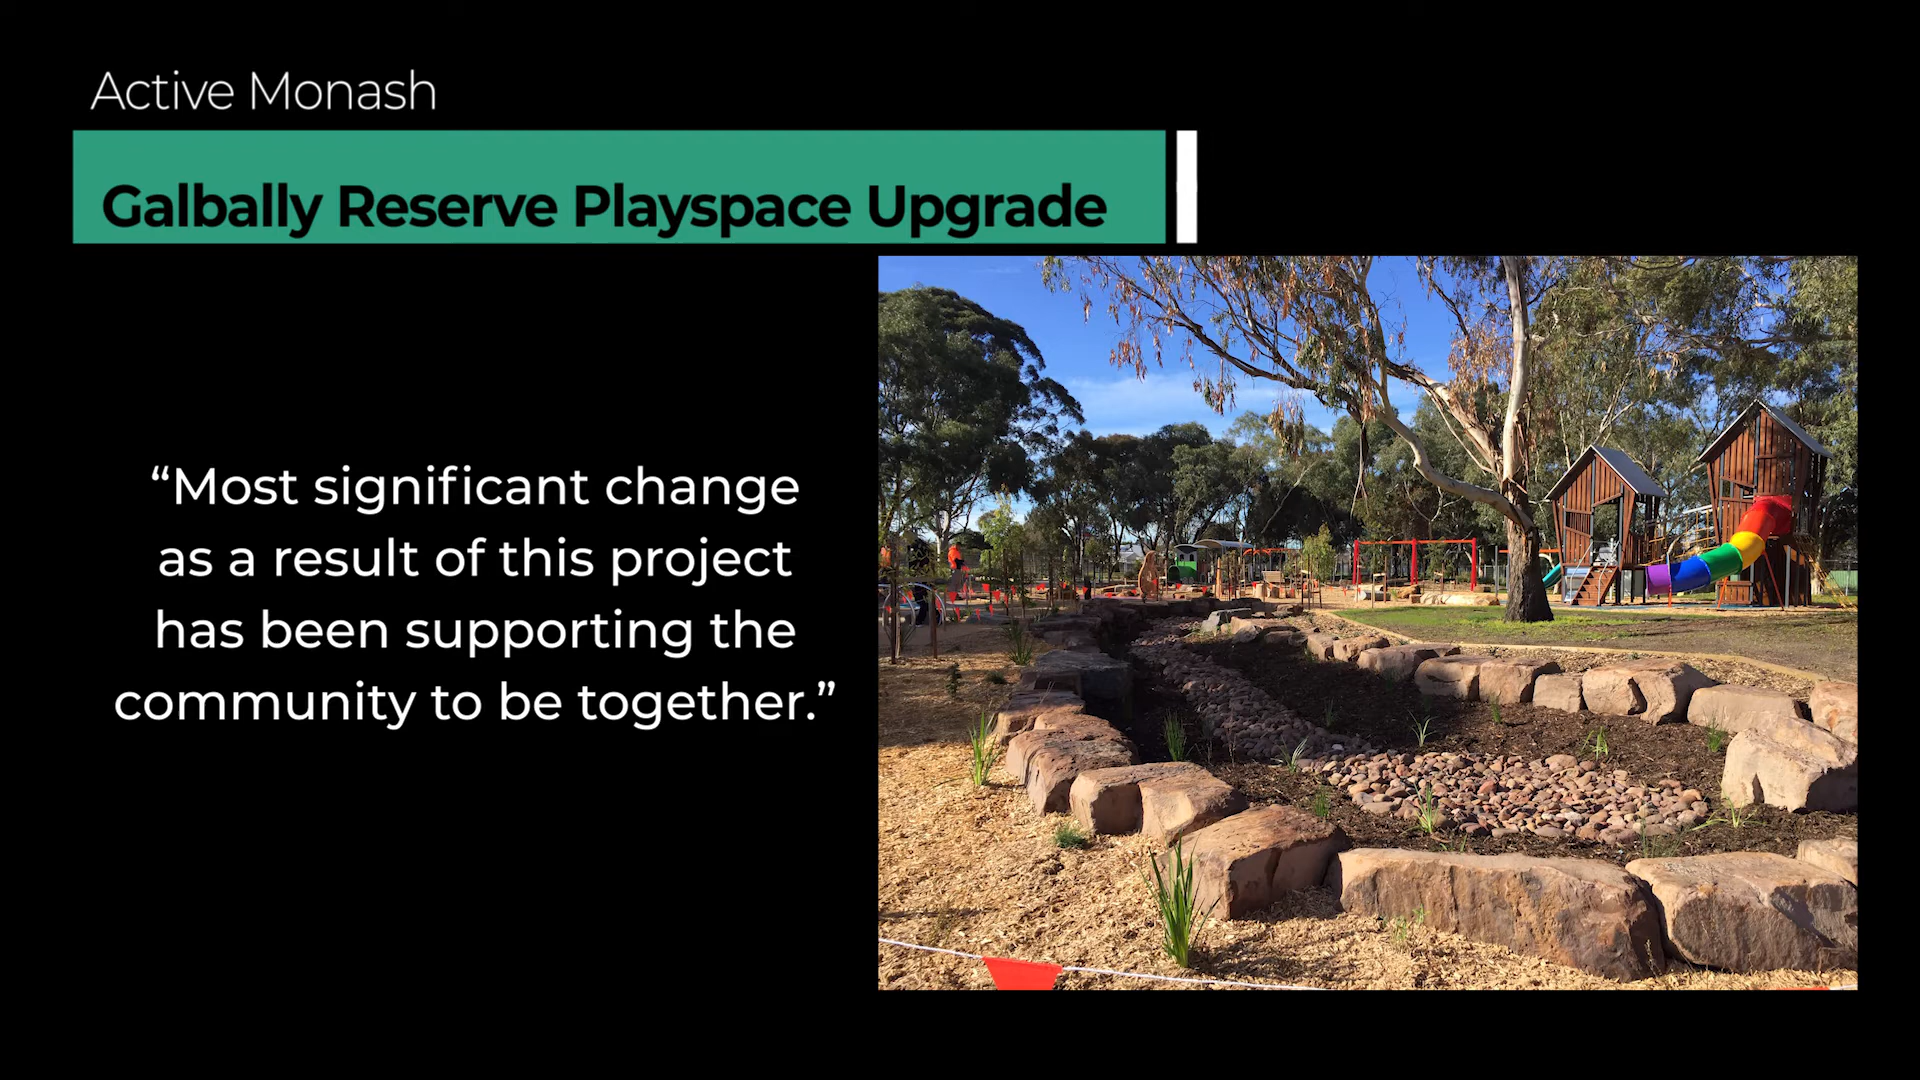 Active Monash
Galbally Reserve Playspace Upgrade
“Most significant change
as a result of this project
has been supporting the
community to be together.”